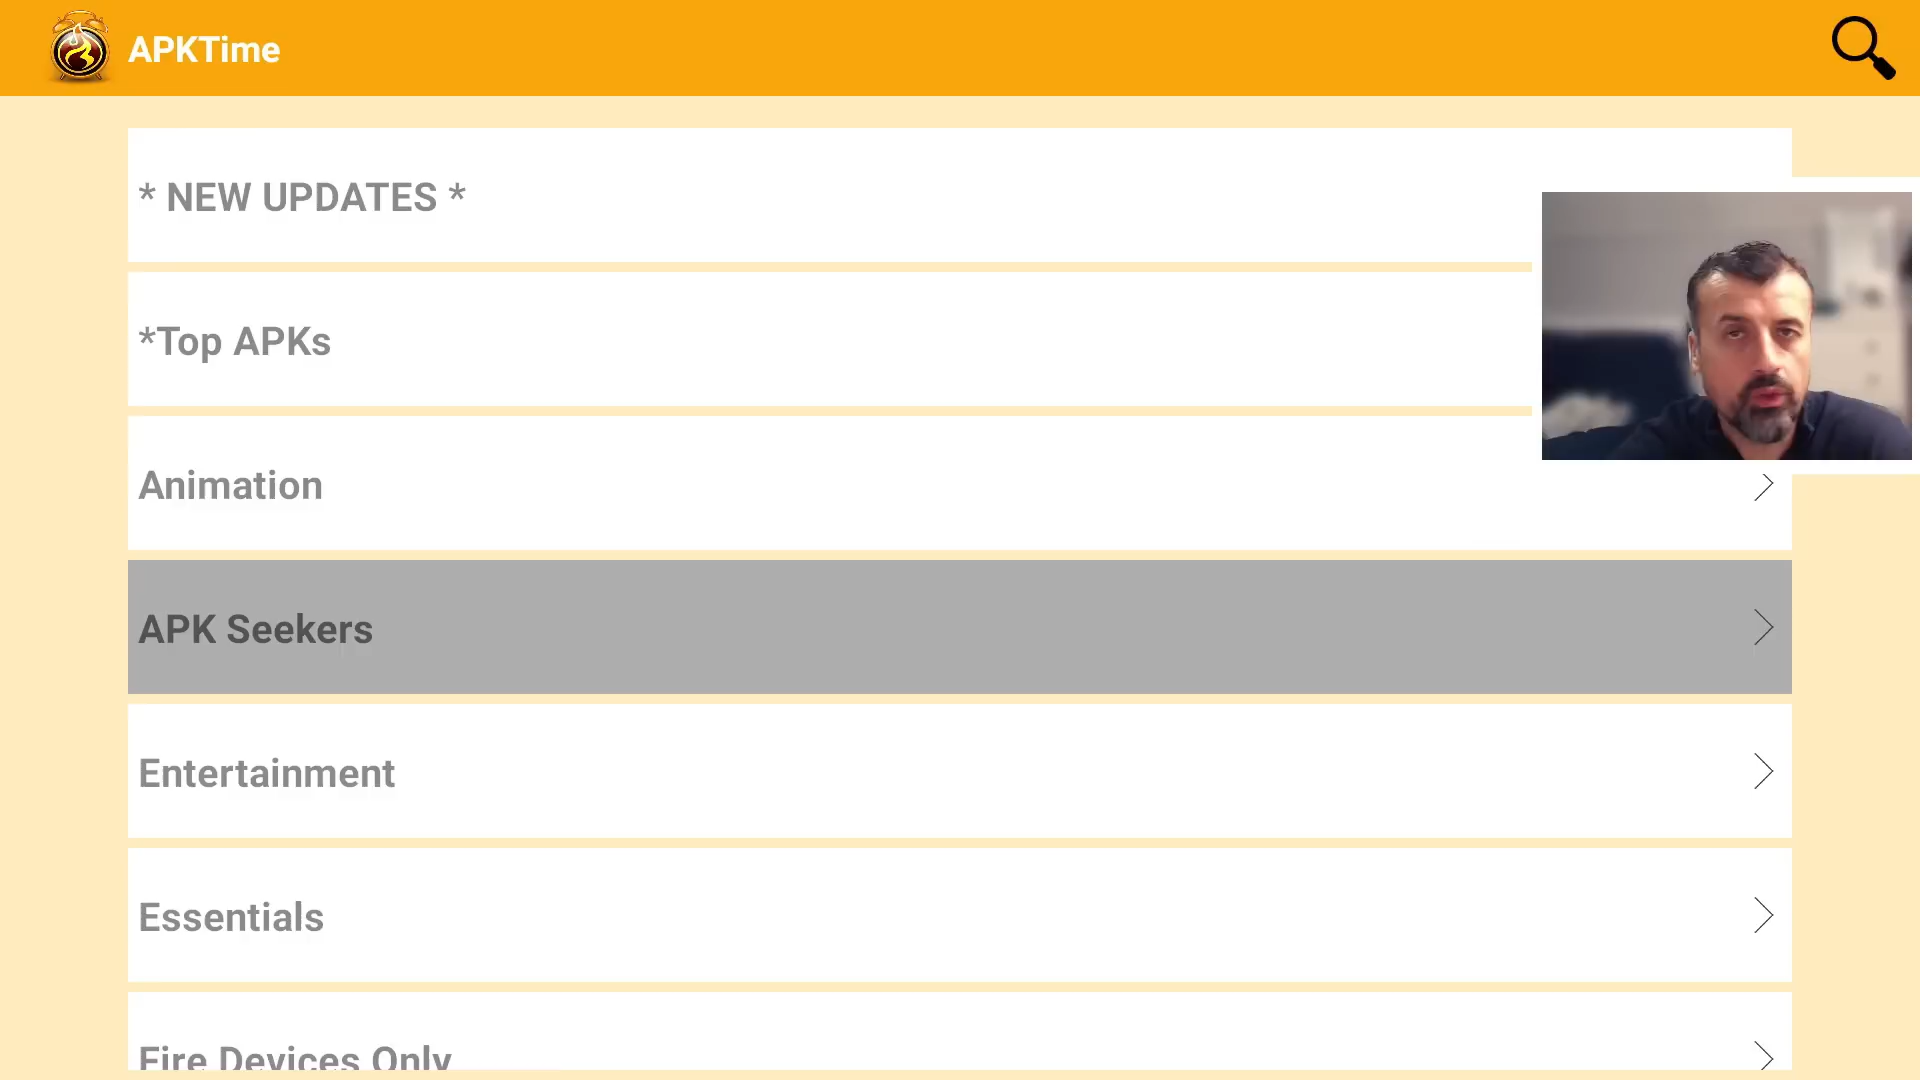 APKTime
* NEW UPDATES *
*Top APKs
Animation
APK Seekers
Entertainment
Essentials
Fire Devices Only